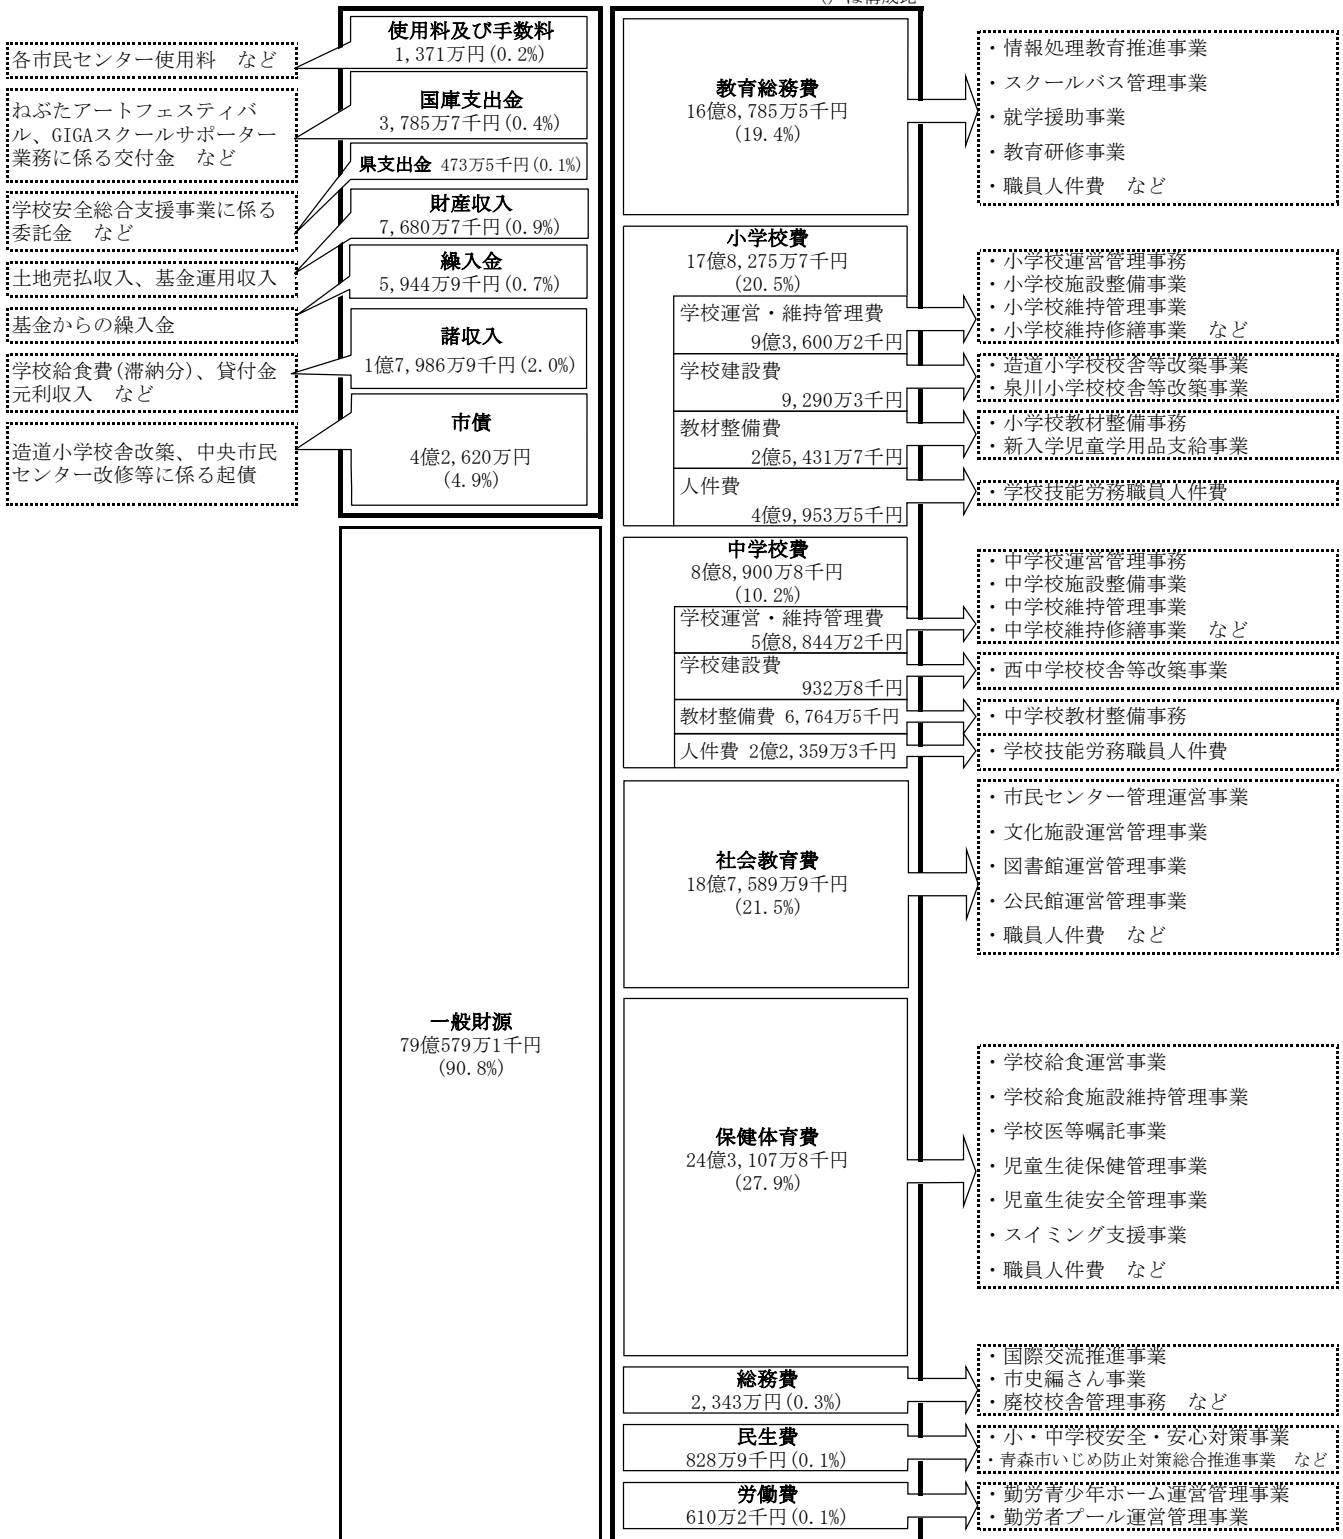 ()は構成比
各市民センター使用料　など
ねぶたアートフェスティバ
ル、GIGAスクールサポーター
業務に係る交付金　など
学校安全総合支援事業に係る
委託金　など
土地売払収入、基金運用収入
基金からの繰入金
学校給食費(滞納分)、貸付金
元利収入　など
造道小学校舎改築、中央市民
センター改修等に係る起債
使用料及び手数料
1,371万円(0.2%)
国庫支出金
3,785万7千円(0.4%)
県支出金 473万5千円(0.1%)
財産収入
7,680万7千円(0.9%)
繰入金
5,944万9千円(0.7%)
諸収入
1億7,986万9千円(2.0%)
市債
4億2,620万円
(4.9%)
一般財源
79億579万1千円
(90.8%)
教育総務費
16億8,785万5千円
(19.4%)
小学校費
17億8,275万7千円
(20.5%)
学校運営・維持管理費
9億3,600万2千円
学校建設費
9,290万3千円
教材整備費
2億5,431万7千円
人件費
4億9,953万5千円
中学校費
8億8,900万8千円
(10.2%)
学校運営・維持管理費
5億8,844万2千円
学校建設費
932万8千円
教材整備費 6,764万5千円
人件費 2億2,359万3千円
社会教育費
18億7,589万9千円
(21.5%)
保健体育費
24億3,107万8千円
(27.9%)
総務費
2,343万円(0.3%)
民生費
828万9千円(0.1%)
労働費
610万2千円(0.1%)
・情報処理教育推進事業
・スクールバス管理事業
・就学援助事業
・教育研修事業
・職員人件費　など
・小学校運営管理事務
・小学校施設整備事業
・小学校維持管理事業
・小学校維持修繕事業　など
・造道小学校校舎等改築事業
・泉川小学校校舎等改築事業
・小学校教材整備事務
・新入学児童学用品支給事業
・学校技能労務職員人件費
・中学校運営管理事務
・中学校施設整備事業
・中学校維持管理事業
・中学校維持修繕事業　など
・西中学校校舎等改築事業
・中学校教材整備事務
・学校技能労務職員人件費
・市民センター管理運営事業
・文化施設運営管理事業
・図書館運営管理事業
・公民館運営管理事業
・職員人件費　など
・学校給食運営事業
・学校給食施設維持管理事業
・学校医等嘱託事業
・児童生徒保健管理事業
・児童生徒安全管理事業
・スイミング支援事業
・職員人件費　など
・国際交流推進事業
・市史編さん事業
・廃校校舎管理事務　など
・小・中学校安全・安心対策事業
・青森市いじめ防止対策総合推進事業　など
・勤労青少年ホーム運営管理事業
・勤労者プール運営管理事業